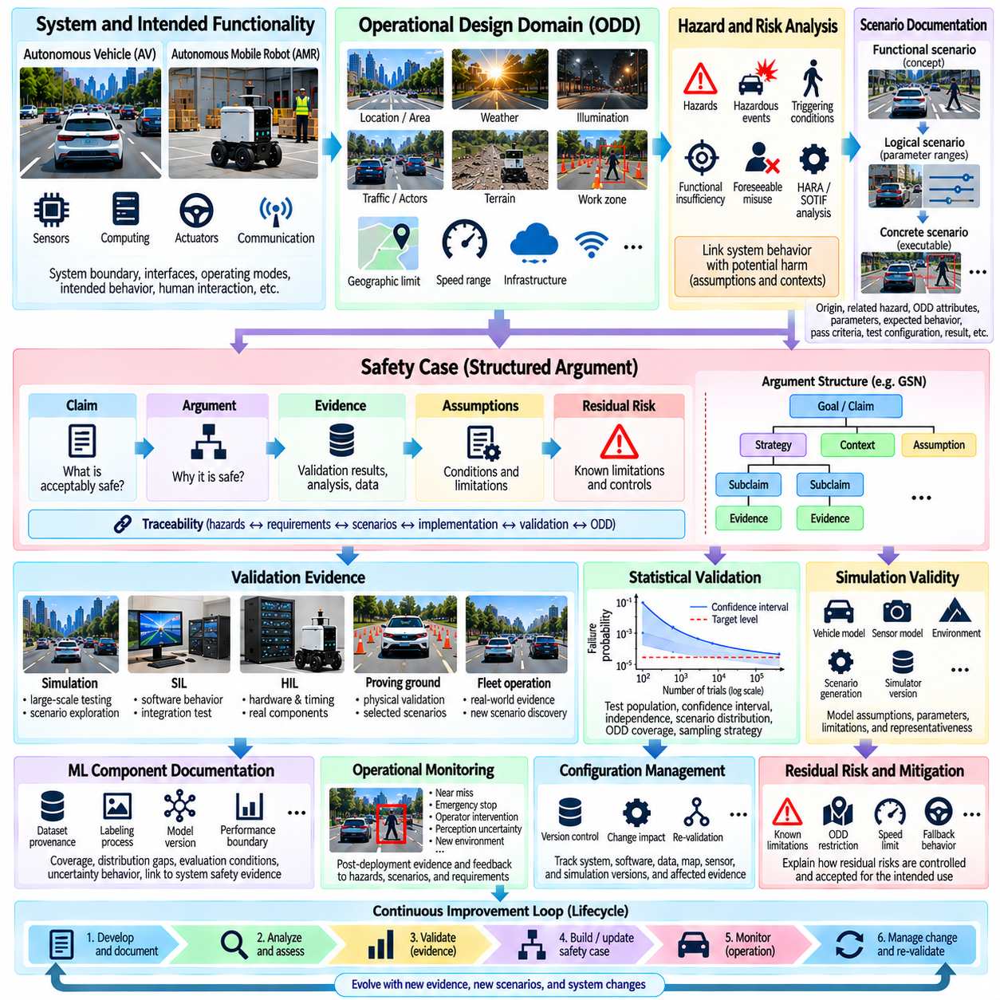 System and Intended Functionality
Autonomous Vehicle (AV)
Autonomous Mobile Robot (AMR)
Sensors
Computing
Actuators
Communication
System boundary, interfaces, operating modes,
intended behavior, human interaction, etc.
Operational Design Domain (ODD)
Location / Area
Weather
Illumination
Traffic / Actors
Terrain
Work zone
Geographic limit
Speed range
Infrastructure
...
Hazard and Risk Analysis
Hazards
Hazardous
events
Triggering
conditions
Functional
insufficiency
Foreseeable
misuse
HARA /
SOTIF
analysis
Link system behavior
with potential harm
(assumptions and contexts)
Scenario Documentation
Functional scenario
(concept)
Logical scenario
(parameter ranges)
Concrete scenario
(executable)
...
Origin, related hazard, ODD attributes,
parameters, expected behavior,
pass criteria, test configuration, result, etc.
Safety Case (Structured Argument)
Claim
What is
acceptably safe?
Argument
Why it is safe?
Evidence
Validation results,
analysis, data
Assumptions
Conditions and
limitations
Residual Risk
Known limitations
and controls
Traceability (hazards ↔ requirements ↔ scenarios ↔ implementation ↔ validation ↔ ODD)
Argument Structure (e.g. GSN)
Goal / Claim
Strategy
Context
Assumption
Subclaim
Subclaim
Evidence
Evidence
...
Validation Evidence
Simulation
• large-scale testing
• scenario exploration
SIL
• software behavior
• integration test
HIL
• hardware & timing
• real components
Proving ground
• physical validation
• selected scenarios
Fleet operation
• real-world evidence
• new scenario discovery
Statistical Validation
Failure
probability
10⁻¹
10⁻³
10⁻⁵
Confidence interval
Target level
10²
10³
10⁴
10⁵
Number of trials (log scale)
Test population, confidence interval,
independence, scenario distribution,
ODD coverage, sampling strategy
Simulation Validity
Vehicle model
Sensor model
Environment
Scenario
generation
Simulator
version
...
Model assumptions, parameters,
limitations, and representativeness
ML Component Documentation
Dataset
provenance
Labeling
process
Model
version
Performance
boundary
...
Coverage, distribution gaps, evaluation conditions,
uncertainty behavior, link to system safety evidence
Operational Monitoring
• Near miss
• Emergency stop
• Operator intervention
• Perception uncertainty
• New environment
...
Post-deployment evidence and feedback
to hazards, scenarios, and requirements
Configuration Management
Version control
Change impact
Re-validation
...
Track system, software, data, map, sensor,
and simulation versions, and affected evidence
Residual Risk and Mitigation
Known
limitations
ODD
restriction
Speed
limit
Fallback
behavior
...
Explain how residual risks are controlled
and accepted for the intended use
Continuous Improvement Loop (Lifecycle)
1. Develop
and document
2. Analyze
and assess
3. Validate
(evidence)
4. Build / update
safety case
5. Monitor
(operation)
6. Manage change
and re-validate
Evolve with new evidence, new scenarios, and system changes